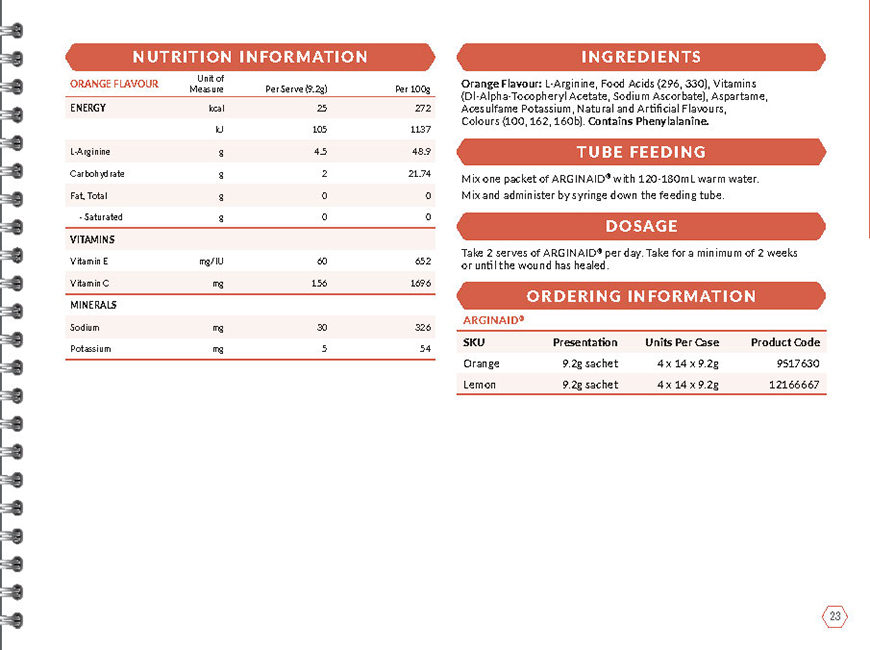 NUTRITION INFORMATION
ORANGE FLAVOUR Unit of Measure Per Serve (9.2g) Per 100g
ENERGY kcal 25 272
kJ 105 1137
L-Arginine g 4.5 48.9
Carbohydrate g 2 21.74
Fat, Total g 0 0
- Saturated g 0 0
VITAMINS
Vitamin E mg/IU 60 652
Vitamin C mg 156 1696
MINERALS
Sodium mg 30 326
Potassium mg 5 54
INGREDIENTS
Orange Flavour: L-Arginine, Food Acids (296, 330), Vitamins
(Dl-Alpha-Tocopheryl Acetate, Sodium Ascorbate), Aspartame,
Acesulfame Potassium, Natural and Artificial Flavours,
Colours (100, 162, 160b). Contains Phenylalanine.
TUBE FEEDING
Mix one packet of ARGINAID® with 120-180mL warm water.
Mix and administer by syringe down the feeding tube.
DOSAGE
Take 2 serves of ARGINAID® per day. Take for a minimum of 2 weeks
or until the wound has healed.
ORDERING INFORMATION
ARGINAID®
SKU Presentation Units Per Case Product Code
Orange 9.2g sachet 4 x 14 x 9.2g 9517630
Lemon 9.2g sachet 4 x 14 x 9.2g 12166667
23